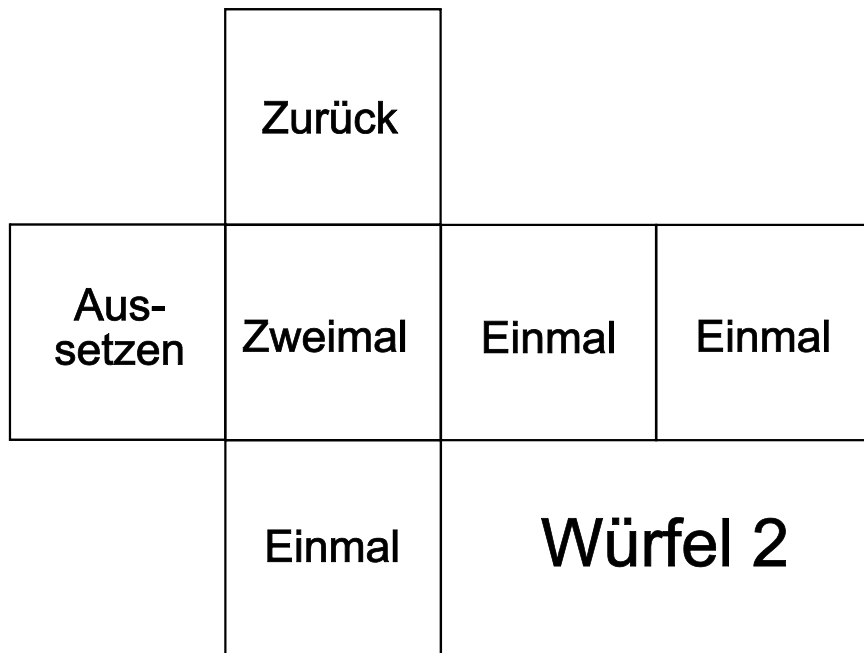 Zurück
Aus-
setzen
Zweimal
Einmal
Einmal
Einmal
Würfel 2